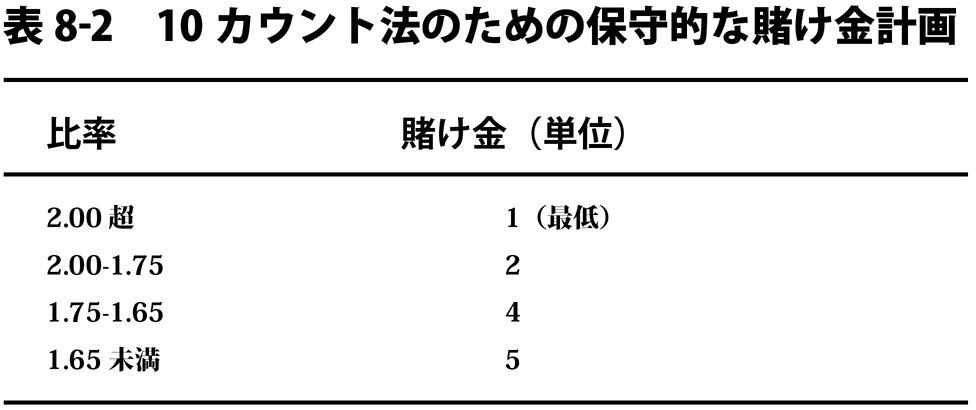 表 8-2　10 カウント法のための保守的な賭け金計画
比率　賭け金（単位）
2.00 超　1（最低）
2.00-1.75　2
1.75-1.65　4
1.65 未満　5